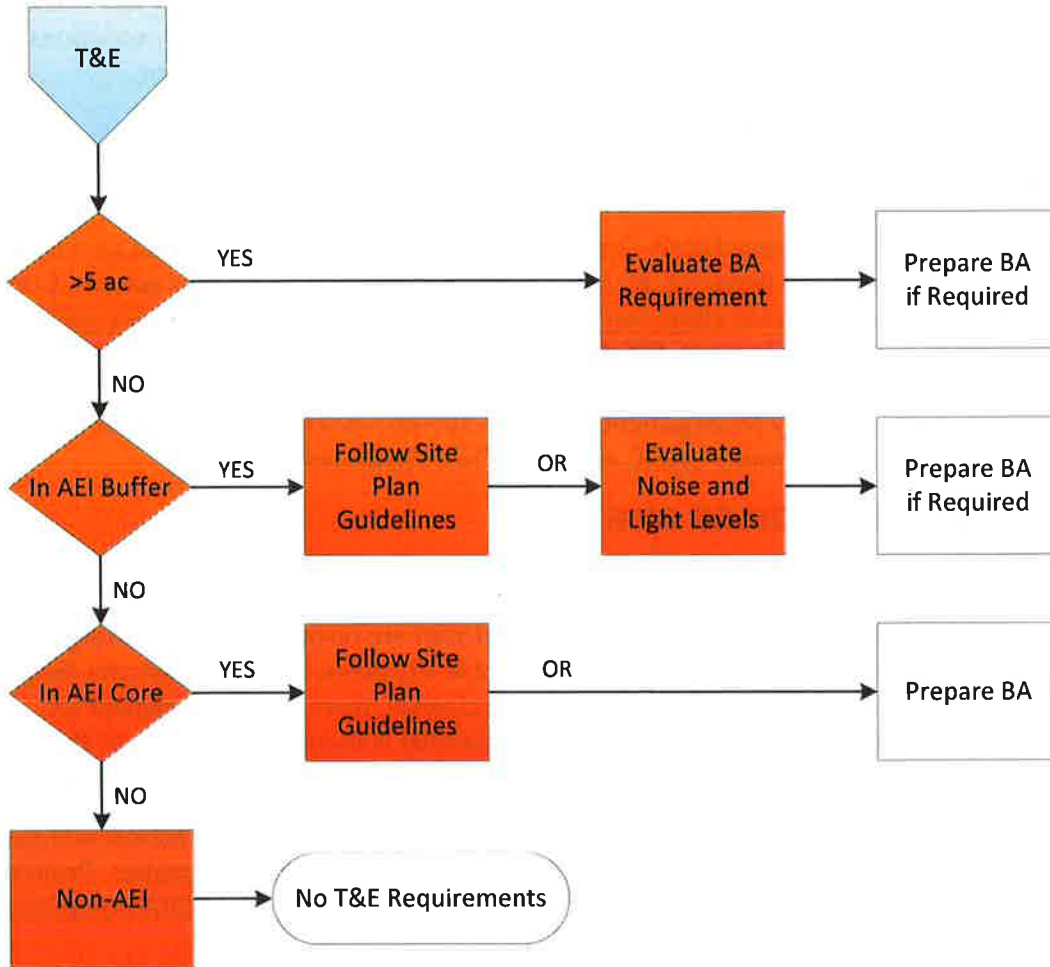 T&E
>5 ac
YES
Evaluate BA
Requirement
Prepare BA
if Required
NO
In AEI Buffer
YES
Follow Site
Plan
Guidelines
OR
Evaluate
Noise and
Light Levels
Prepare BA
if Required
NO
In AEI Core
YES
Follow Site
Plan
Guidelines
OR
Prepare BA
NO
Non-AEI
No T&E Requirements